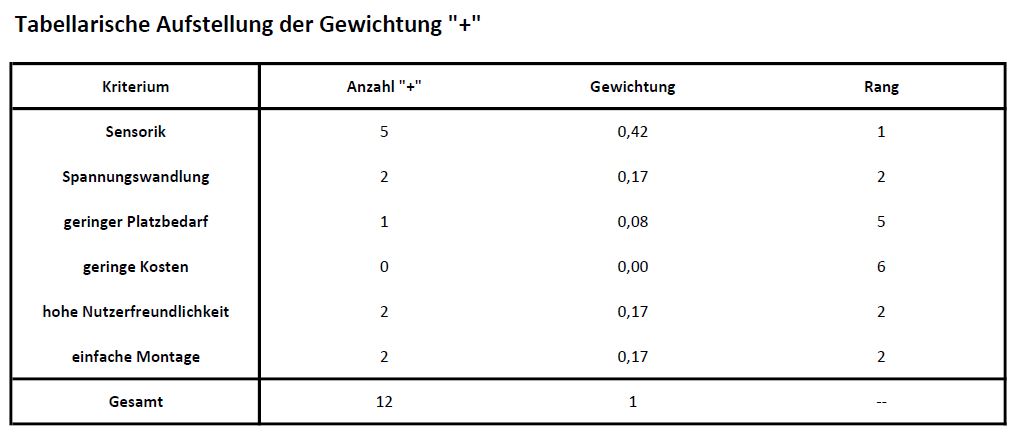 Tabellarische Aufstellung der Gewichtung "+"
Kriterium Anzahl "+" Gewichtung Rang
Sensorik 5 0,42 1
Spannungswandlung 2 0,17 2
geringer Platzbedarf 1 0,08 5
geringe Kosten 0 0,00 6
hohe Nutzerfreundlichkeit 2 0,17 2
einfache Montage 2 0,17 2
Gesamt 12 1 --